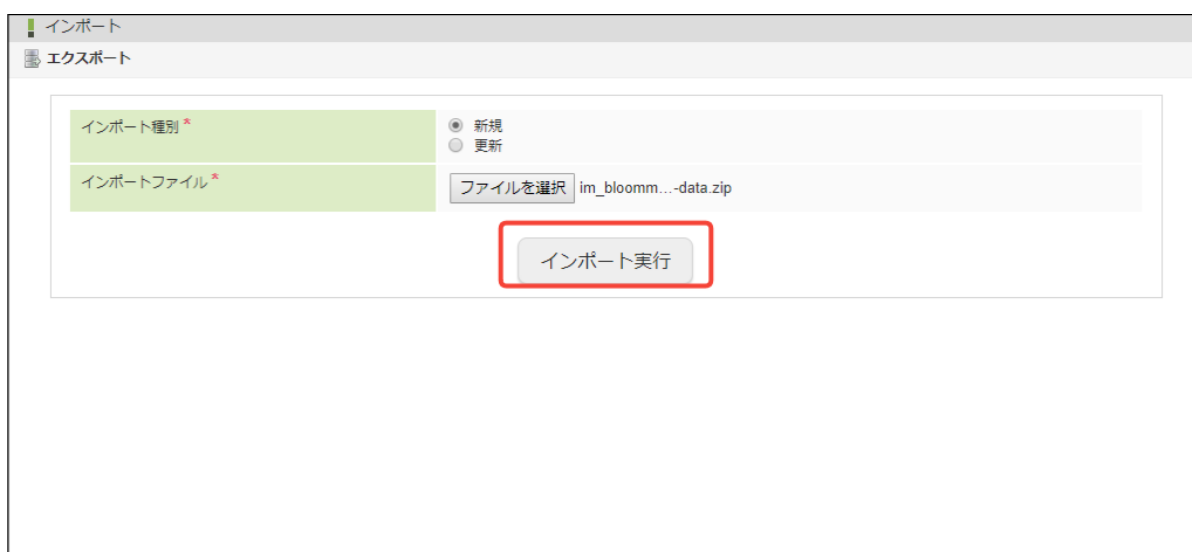 インポート
エクスポート
インポート種別 *
新規
更新
インポートファイル *
ファイルを選択 im_bloomm...-data.zip
インポート実行